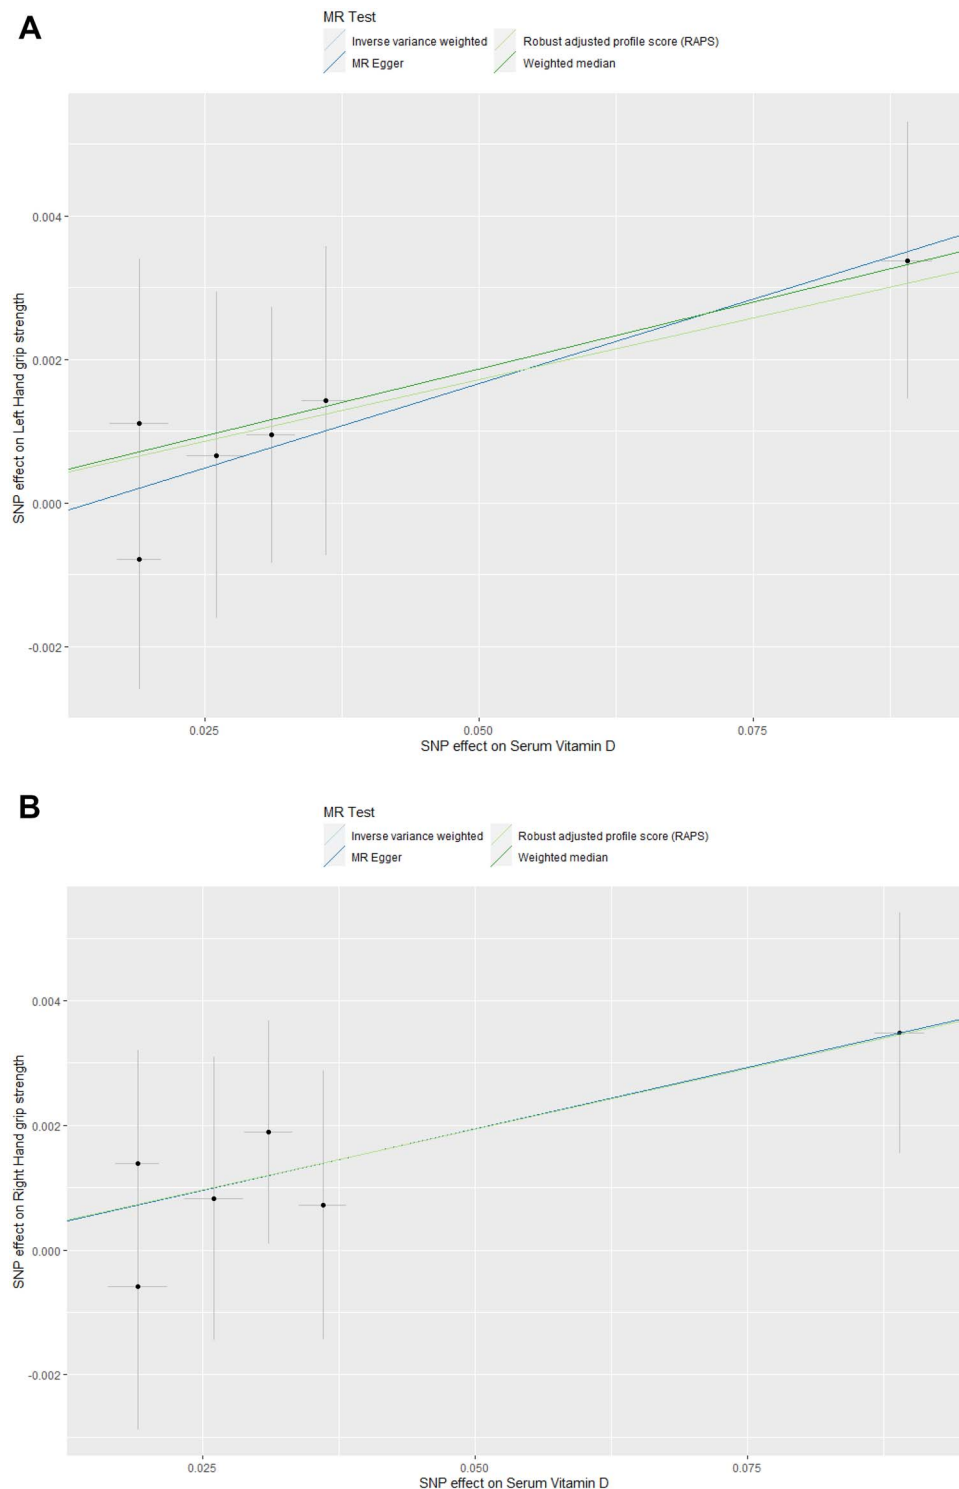 A
MR Test
Inverse variance weighted Robust adjusted profile score (RAPS)
MR Egger Weighted median
SNP effect on Left Hand grip strength
0.004
0.002
0.000
-0.002
0.025 0.050 0.075
SNP effect on Serum Vitamin D
B
MR Test
Inverse variance weighted Robust adjusted profile score (RAPS)
MR Egger Weighted median
SNP effect on Right Hand grip strength
0.004
0.002
0.000
-0.002
0.025 0.050 0.075
SNP effect on Serum Vitamin D